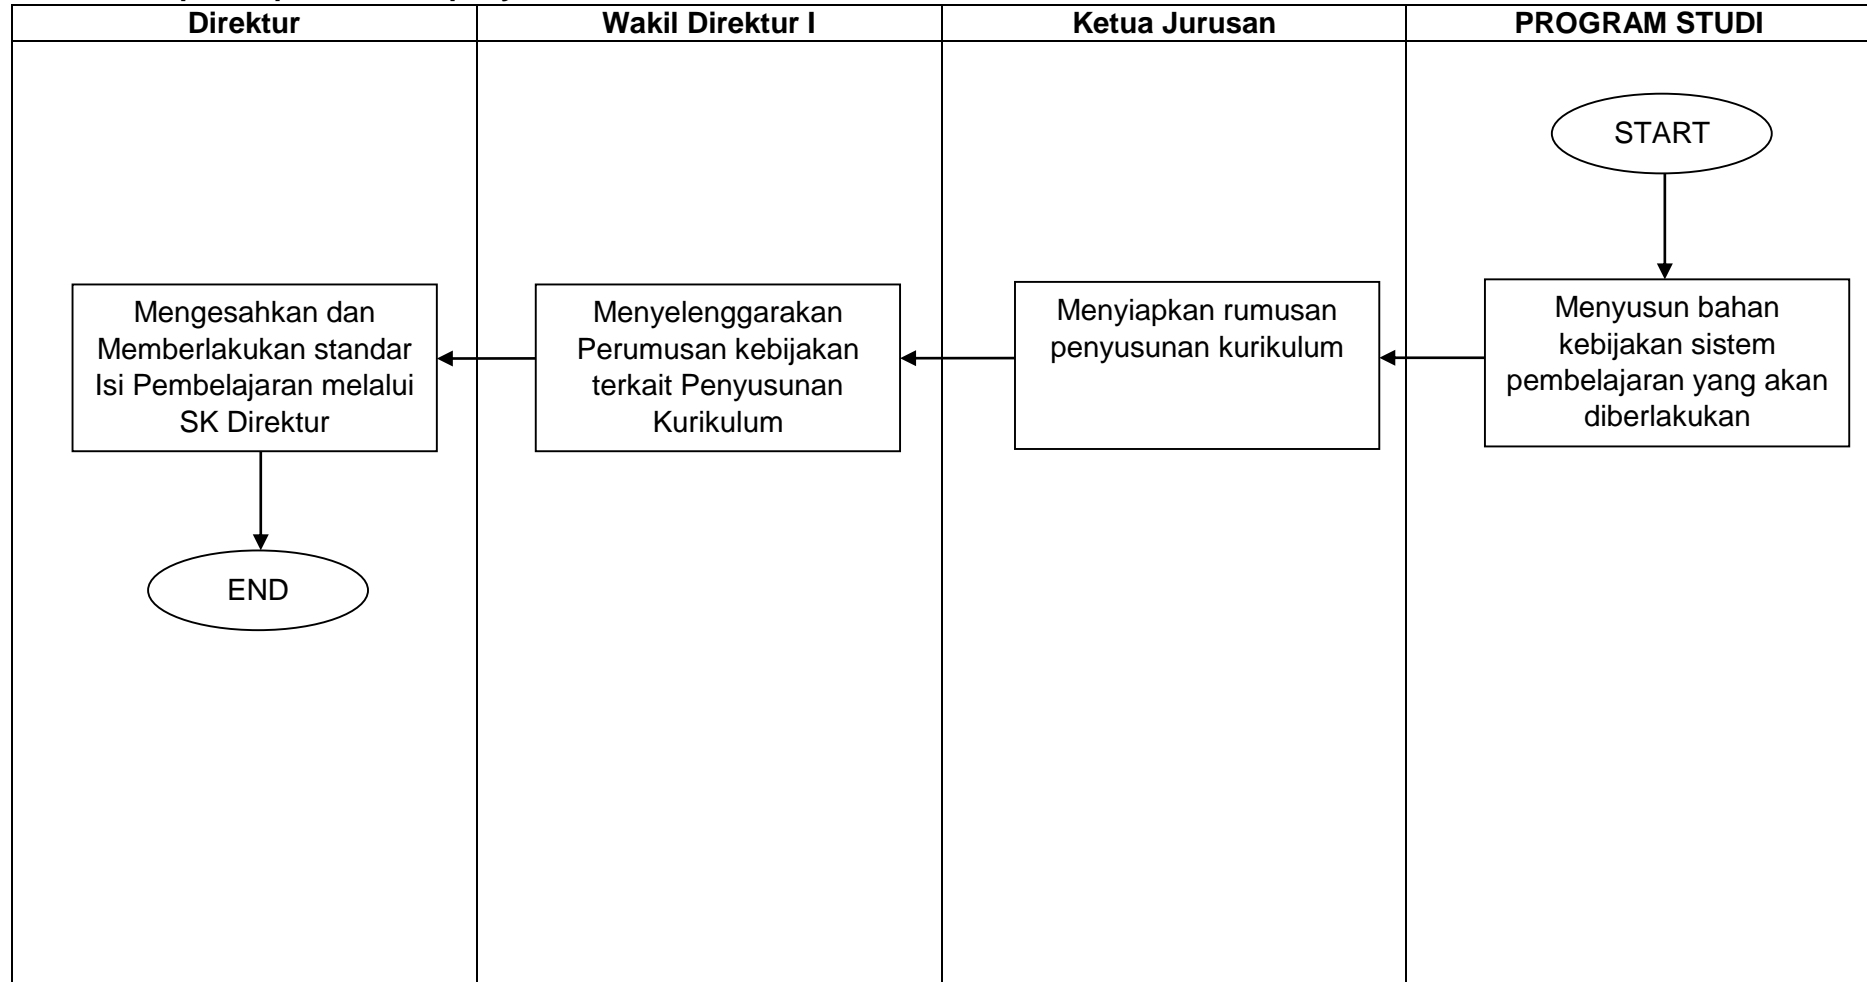 Direktur
Wakil Direktur I
Ketua Jurusan
PROGRAM STUDI
START
Mengesahkan dan
Memberlakukan standar
Isi Pembelajaran melalui
SK Direktur
Menyelenggarakan
Perumusan kebijakan
terkait Penyusunan
Kurikulum
Menyiapkan rumusan
penyusunan kurikulum
Menyusun bahan
kebijakan sistem
pembelajaran yang akan
diberlakukan
END